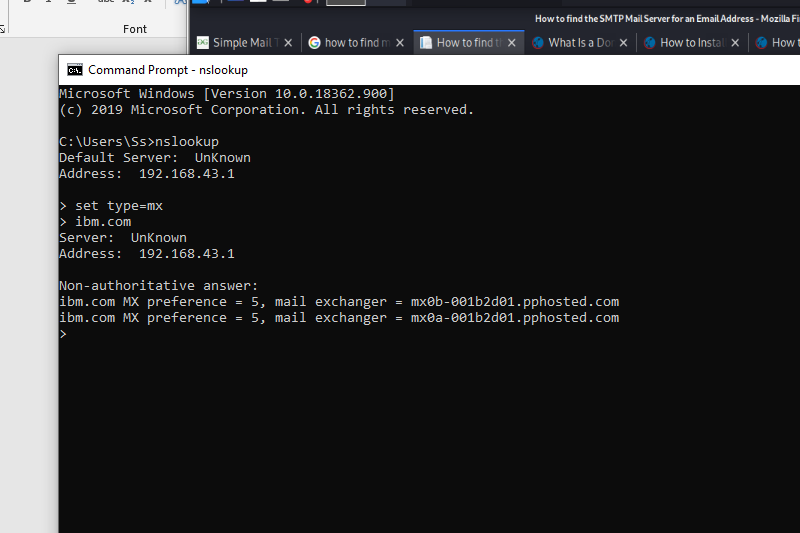 How to find the SMTP Mail Server for an Email Address - Mozilla Fi
Font
Simple Mail T
how to find m
How to find th
What Is a Do
How to Instal
How t
Command Prompt - nslookup
Microsoft Windows [Version 10.0.18362.900]
(c) 2019 Microsoft Corporation. All rights reserved.
C:\Users\Ss>nslookup
Default Server:  UnKnown
Address:  192.168.43.1
> set type=mx
> ibm.com
Server:  UnKnown
Address:  192.168.43.1
Non-authoritative answer:
ibm.com MX preference = 5, mail exchanger = mx0b-001b2d01.pphosted.com
ibm.com MX preference = 5, mail exchanger = mx0a-001b2d01.pphosted.com
>